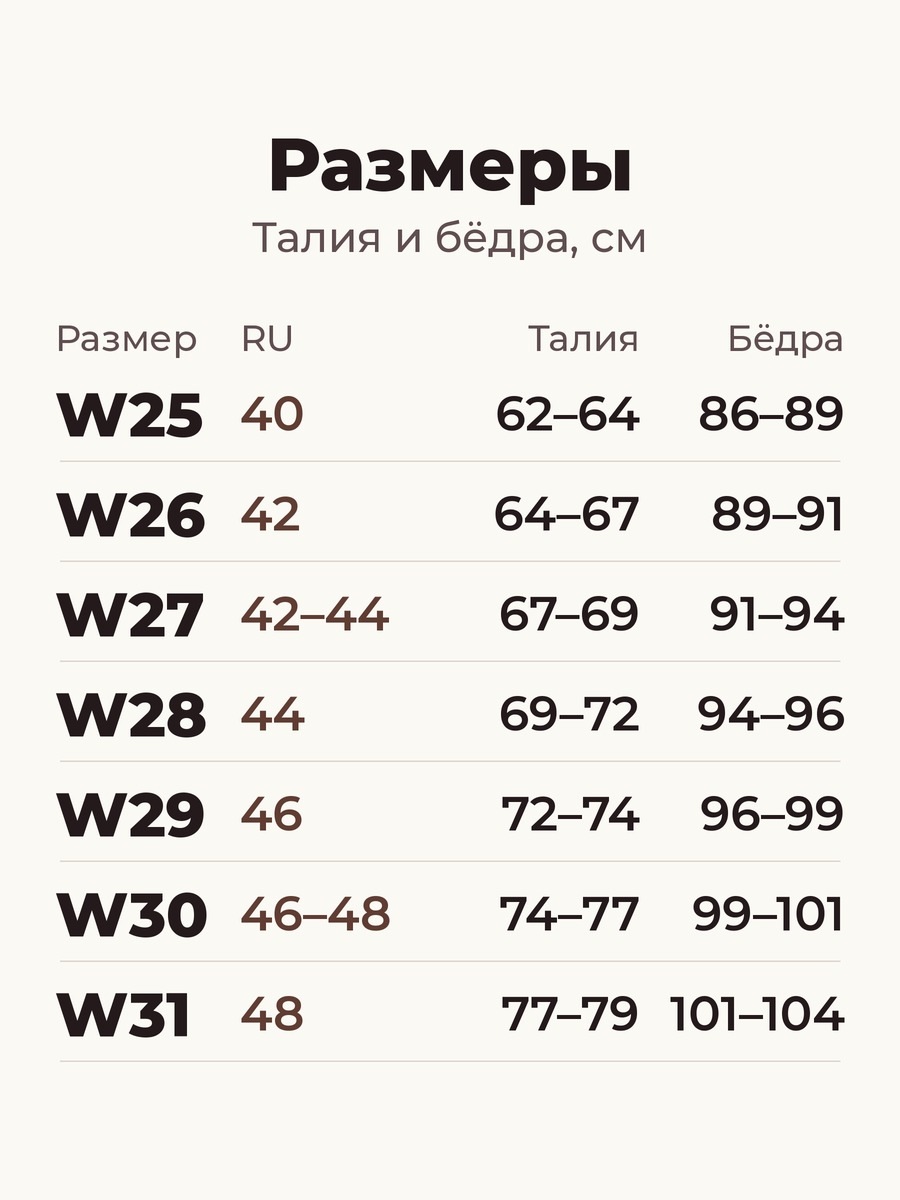 Размеры
Талия и бёдра, см
Размер RU Талия Бёдра
W25 40 62–64 86–89
W26 42 64–67 89–91
W27 42–44 67–69 91–94
W28 44 69–72 94–96
W29 46 72–74 96–99
W30 46–48 74–77 99–101
W31 48 77–79 101–104